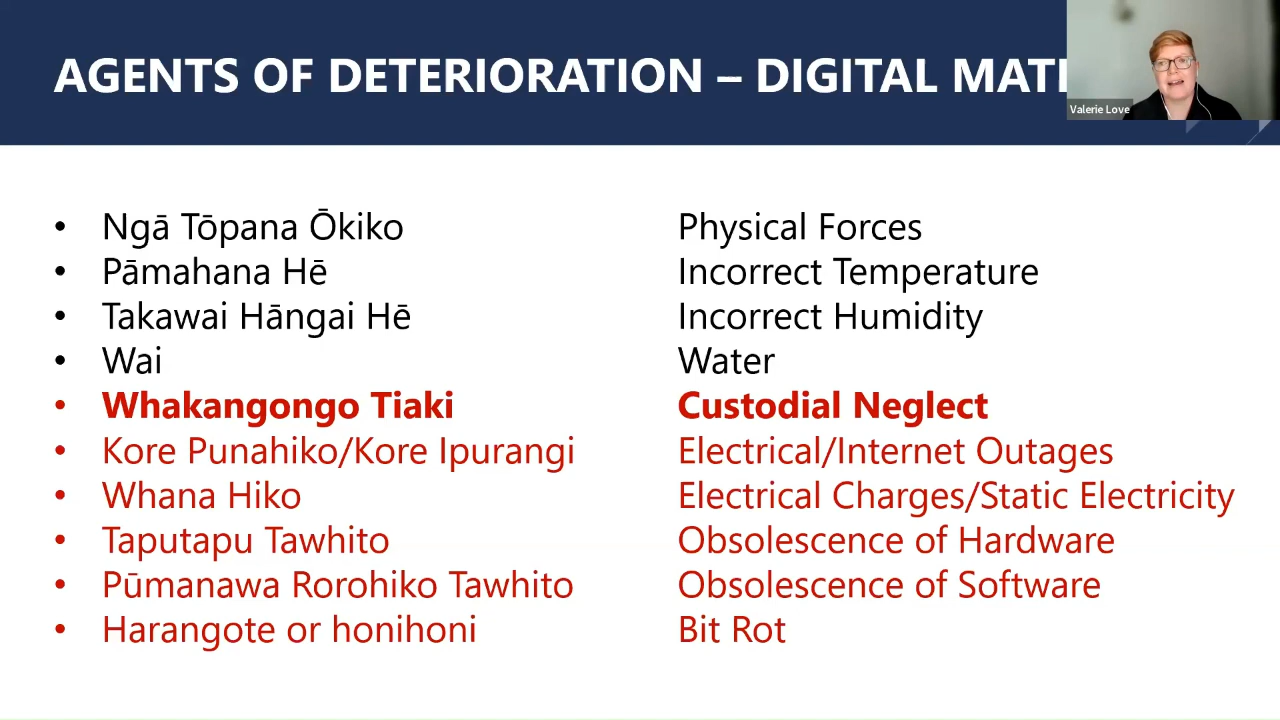 AGENTS OF DETERIORATION – DIGITAL
Valerie Love
• Ngā Tōpana Ōkiko Physical Forces
• Pāmahana Hē Incorrect Temperature
• Takawai Hāngai Hē Incorrect Humidity
• Wai Water
• Whakangongo Tiaki Custodial Neglect
• Kore Punahiko/Kore Ipurangi Electrical/Internet Outages
• Whana Hiko Electrical Charges/Static Electricity
• Taputapu Tawhito Obsolescence of Hardware
• Pūmanawa Rorohiko Tawhito Obsolescence of Software
• Harangote or honihoni Bit Rot